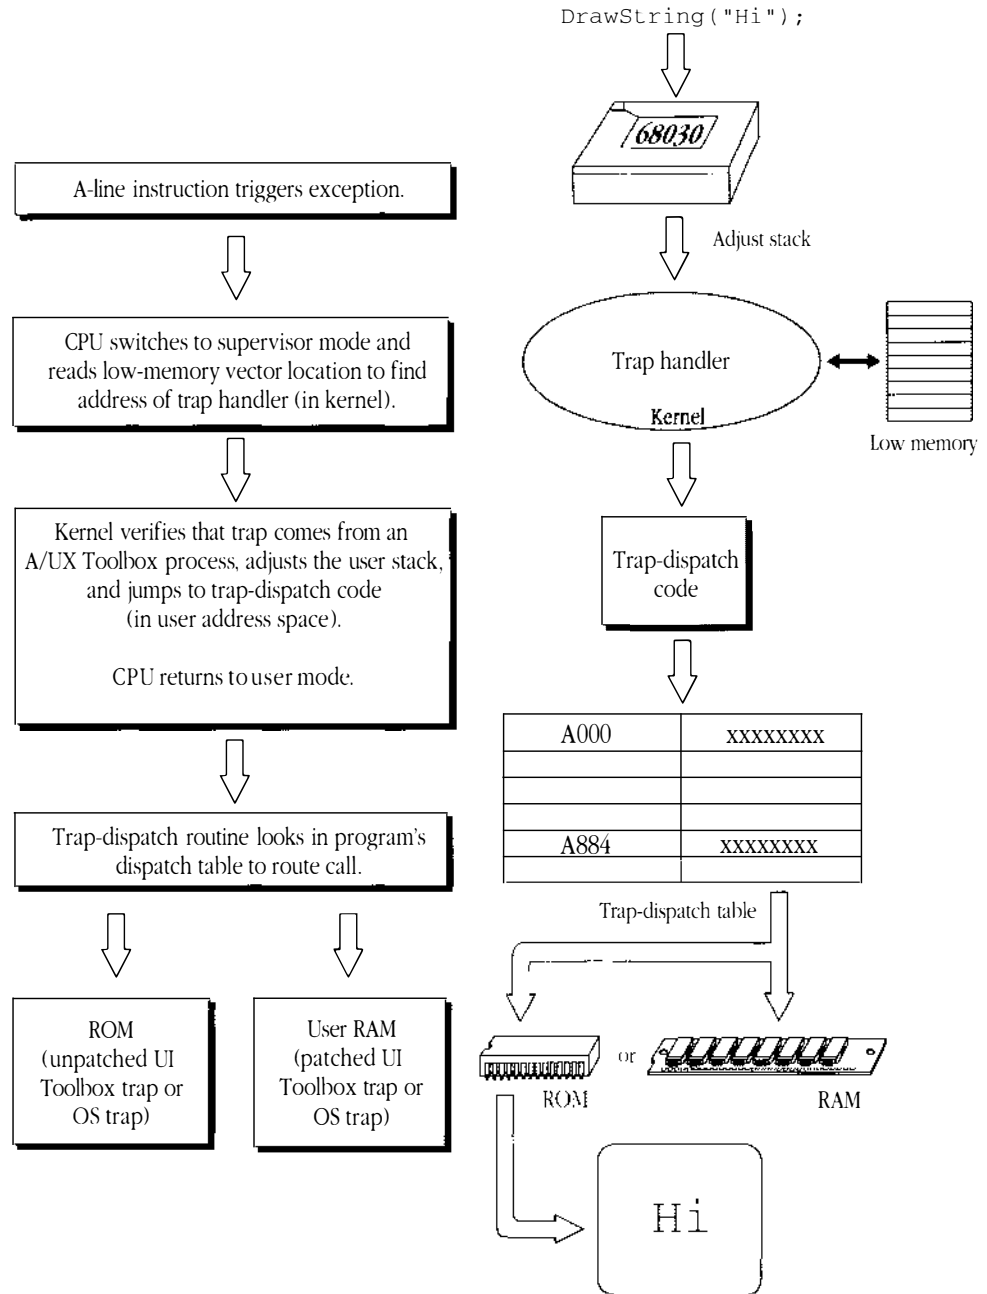 DrawString("Hi");
68030
A-line instruction triggers exception.
Adjust stack
CPU switches to supervisor mode and
reads low-memory vector location to find
address of trap handler (in kernel).
Trap handler
Kernel
Low memory
Kernel verifies that trap comes from an
A/UX Toolbox process, adjusts the user stack,
and jumps to trap-dispatch code
(in user address space).
CPU returns to user mode.
Trap-dispatch
code
A000 xxxxxxxx
A884 xxxxxxxx
Trap-dispatch table
Trap-dispatch routine looks in program's
dispatch table to route call.
ROM
(unpatched UI
Toolbox trap or
OS trap)
User RAM
(patched UI
Toolbox trap or
OS trap)
ROM
or
RAM
Hi